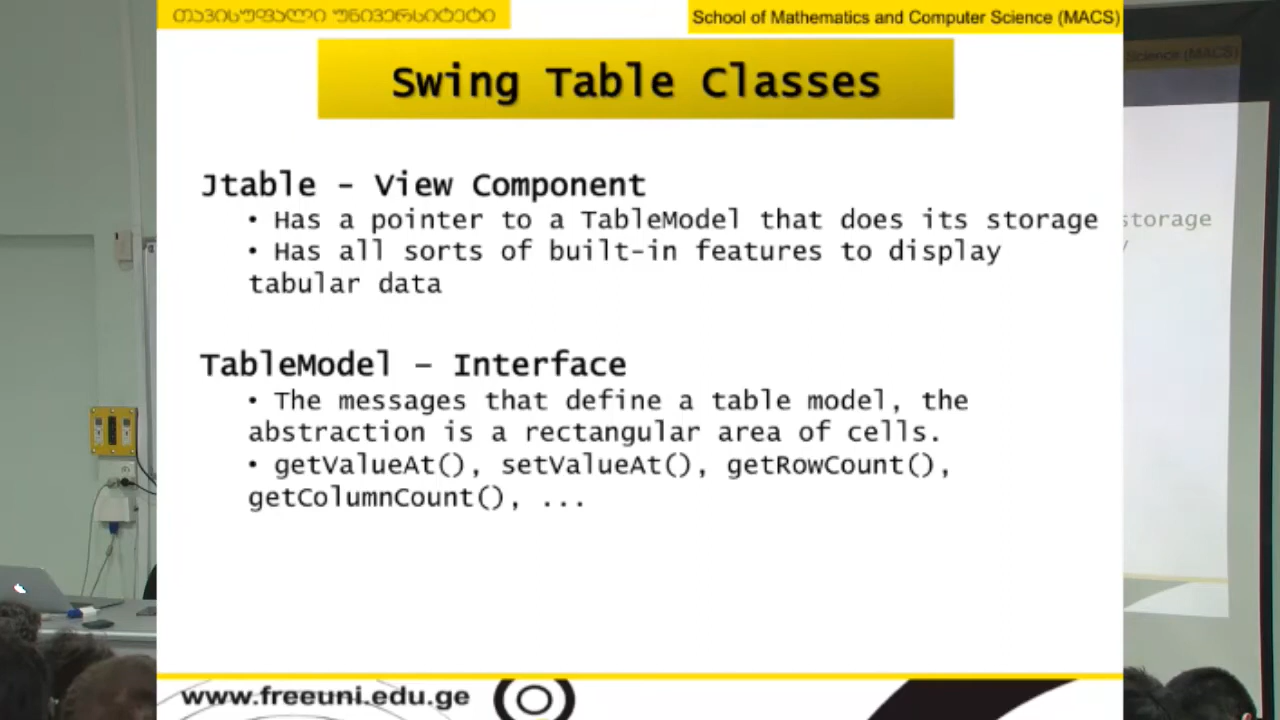 თავისუფალი უნივერსიტეტი
School of Mathematics and Computer Science (MACS)
Science (MACS)
Swing Table Classes
Jtable - View Component
• Has a pointer to a TableModel that does its storage
storage
• Has all sorts of built-in features to display
tabular data
TableModel – Interface
• The messages that define a table model, the
abstraction is a rectangular area of cells.
• getValueAt(), setValueAt(), getRowCount(),
getColumnCount(), ...
www.freeuni.edu.ge